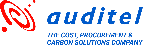 auditel
THE COST, PROCUREMENT &
CARBON SOLUTIONS COMPANY